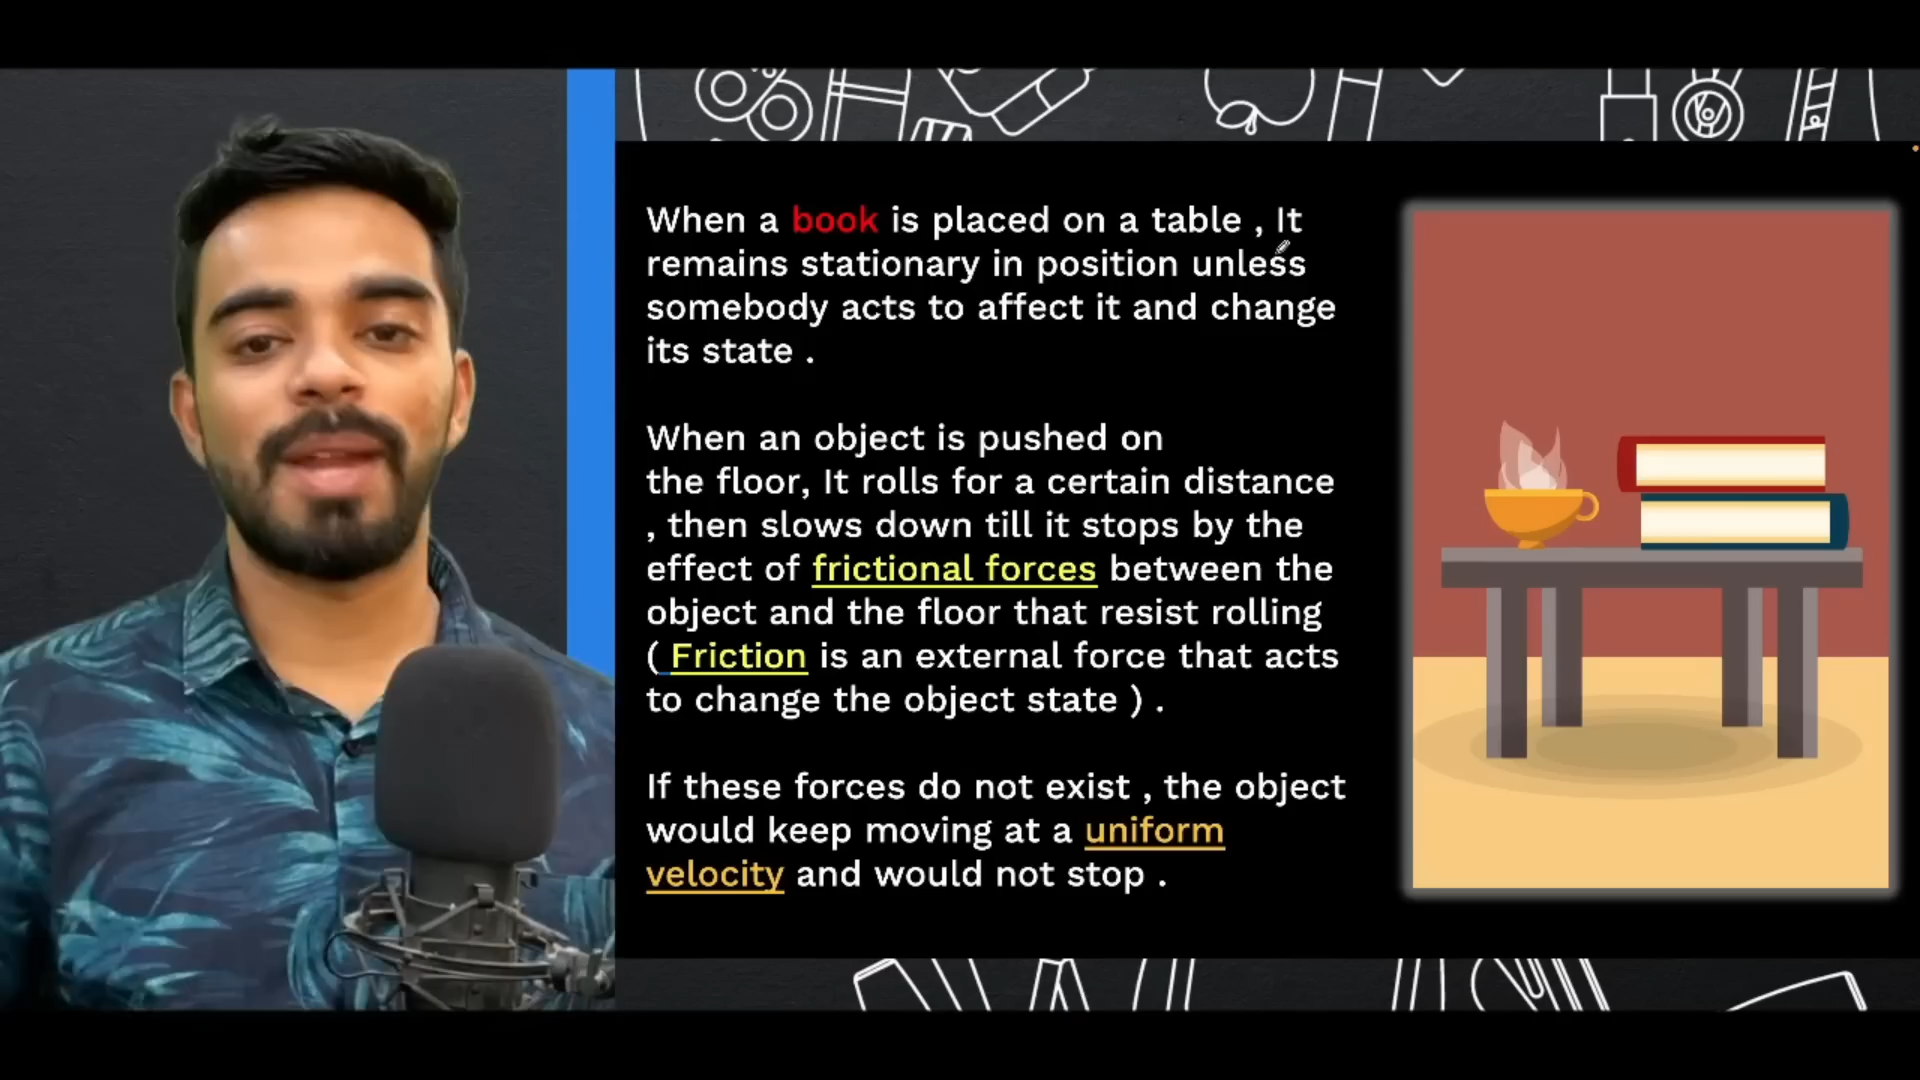 When a book is placed on a table , It
remains stationary in position unless
somebody acts to affect it and change
its state .
When an object is pushed on
the floor, It rolls for a certain distance
, then slows down till it stops by the
effect of frictional forces between the
object and the floor that resist rolling
( Friction is an external force that acts
to change the object state ) .
If these forces do not exist , the object
would keep moving at a uniform
velocity and would not stop .